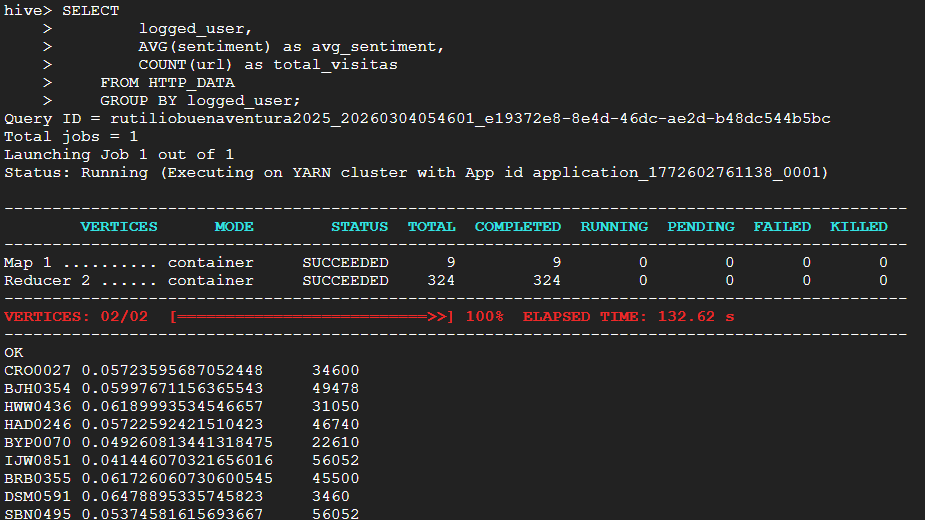 hive> SELECT
    >         logged_user,
    >         AVG(sentiment) as avg_sentiment,
    >         COUNT(url) as total_visitas
    >     FROM HTTP_DATA
    >     GROUP BY logged_user;
Query ID = rutiliobuenaventura2025_20260304054601_e19372e8-8e4d-46dc-ae2d-b48dc544b5bc
Total jobs = 1
Launching Job 1 out of 1
Status: Running (Executing on YARN cluster with App id application_1772602761138_0001)
----------------------------------------------------------------------------------------------
        VERTICES      MODE        STATUS  TOTAL  COMPLETED  RUNNING  PENDING  FAILED  KILLED
----------------------------------------------------------------------------------------------
Map 1 .......... container     SUCCEEDED      9          9        0        0       0       0
Reducer 2 ...... container     SUCCEEDED    324        324        0        0       0       0
----------------------------------------------------------------------------------------------
VERTICES: 02/02  [==========================>>] 100%  ELAPSED TIME: 132.62 s
----------------------------------------------------------------------------------------------
OK
CRO0027 0.05723595687052448     34600
BJH0354 0.05997671156365543     49478
HWW0436 0.06189993534546657     31050
HAD0246 0.05722592421510423     46740
BYP0070 0.049260813441318475    22610
IJW0851 0.041446070321656016    56052
BRB0355 0.061726060730600545    45500
DSM0591 0.06478895335745823     3460
SBN0495 0.05374581615693667     56052